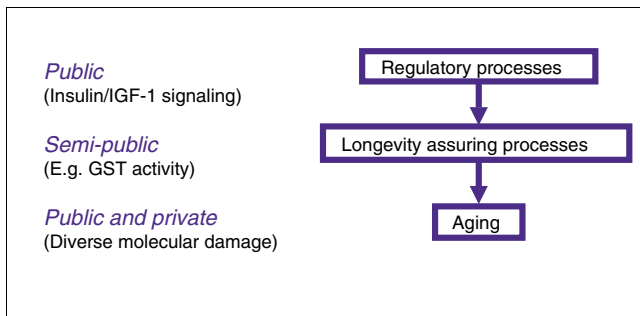 Public
(Insulin/IGF-1 signaling)
Regulatory processes
Semi-public
(E.g. GST activity)
Longevity assuring processes
Public and private
(Diverse molecular damage)
Aging